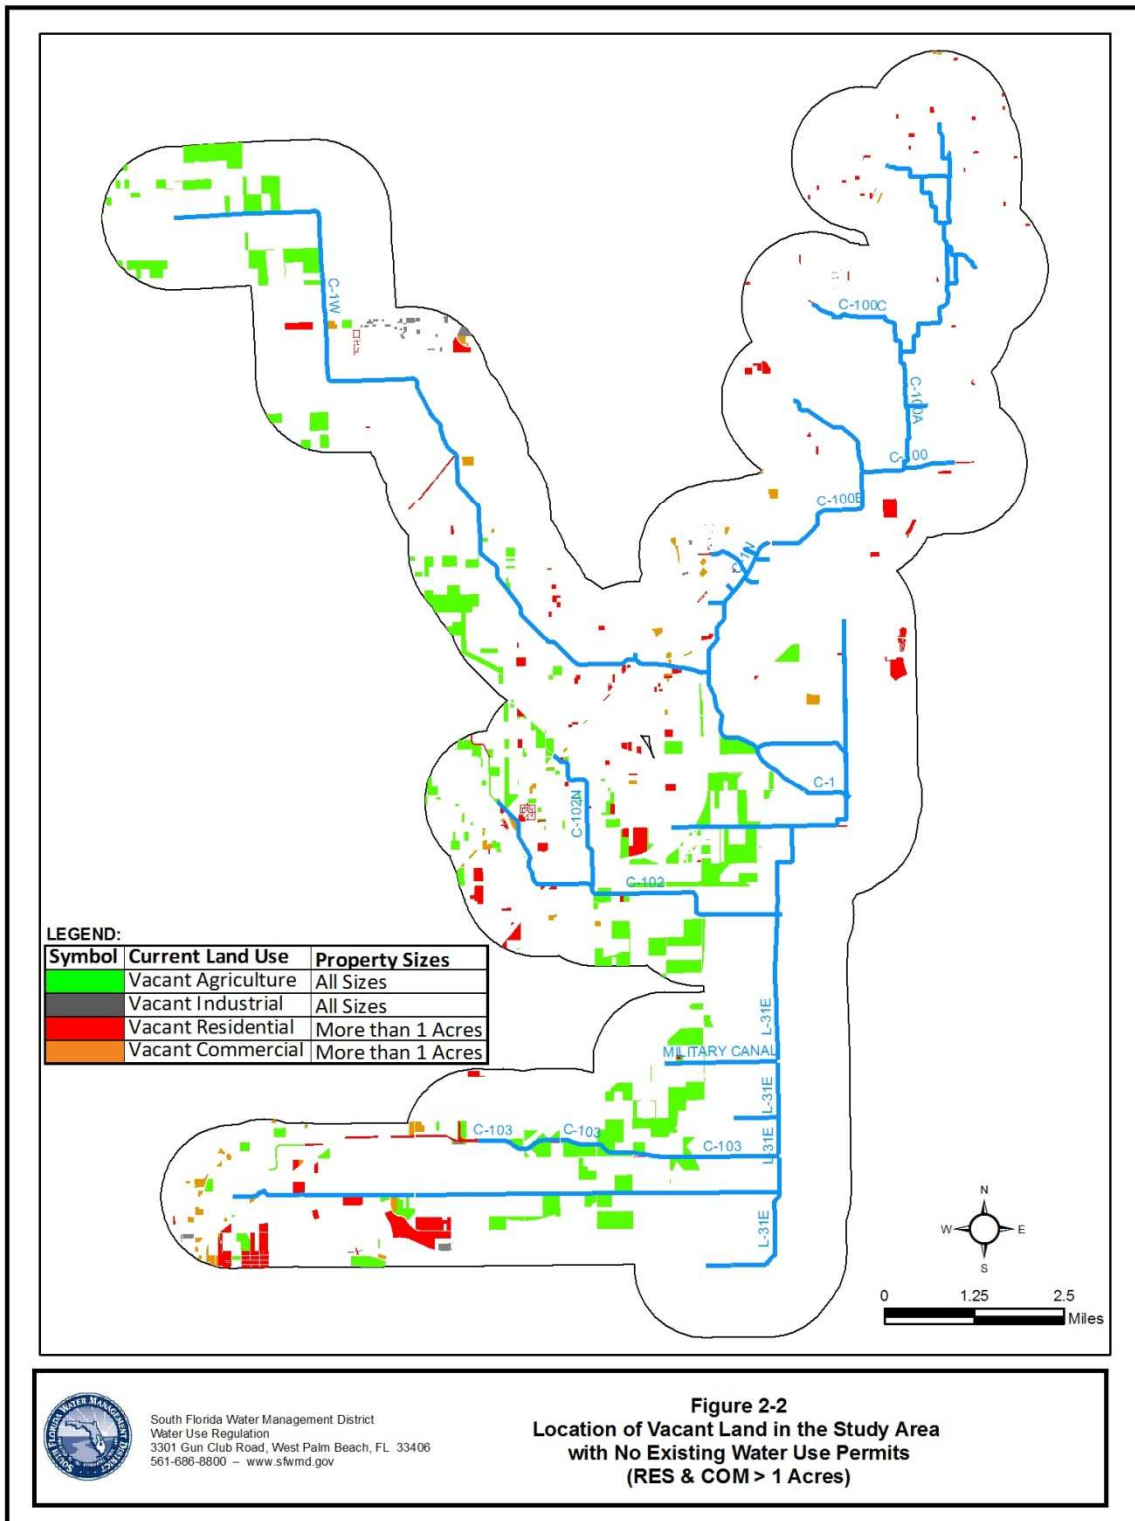 C-1W
C-100C
C-100A
C-100
C-100B
C-1N
C-1
C-102N
C-102
L-31E
MILITARY CANAL
L-31E
L-31E
C-103
C-103
C-103
L-31E
LEGEND:
Symbol Current Land Use Property Sizes
Vacant Agriculture All Sizes
Vacant Industrial All Sizes
Vacant Residential More than 1 Acres
Vacant Commercial More than 1 Acres
N
W E
S
0 1.25 2.5
Miles
SOUTH FLORIDA WATER MANAGEMENT DISTRICT
South Florida Water Management District
Water Use Regulation
3301 Gun Club Road, West Palm Beach, FL 33406
561-686-8800 – www.sfwmd.gov
Figure 2-2
Location of Vacant Land in the Study Area
with No Existing Water Use Permits
(RES & COM > 1 Acres)